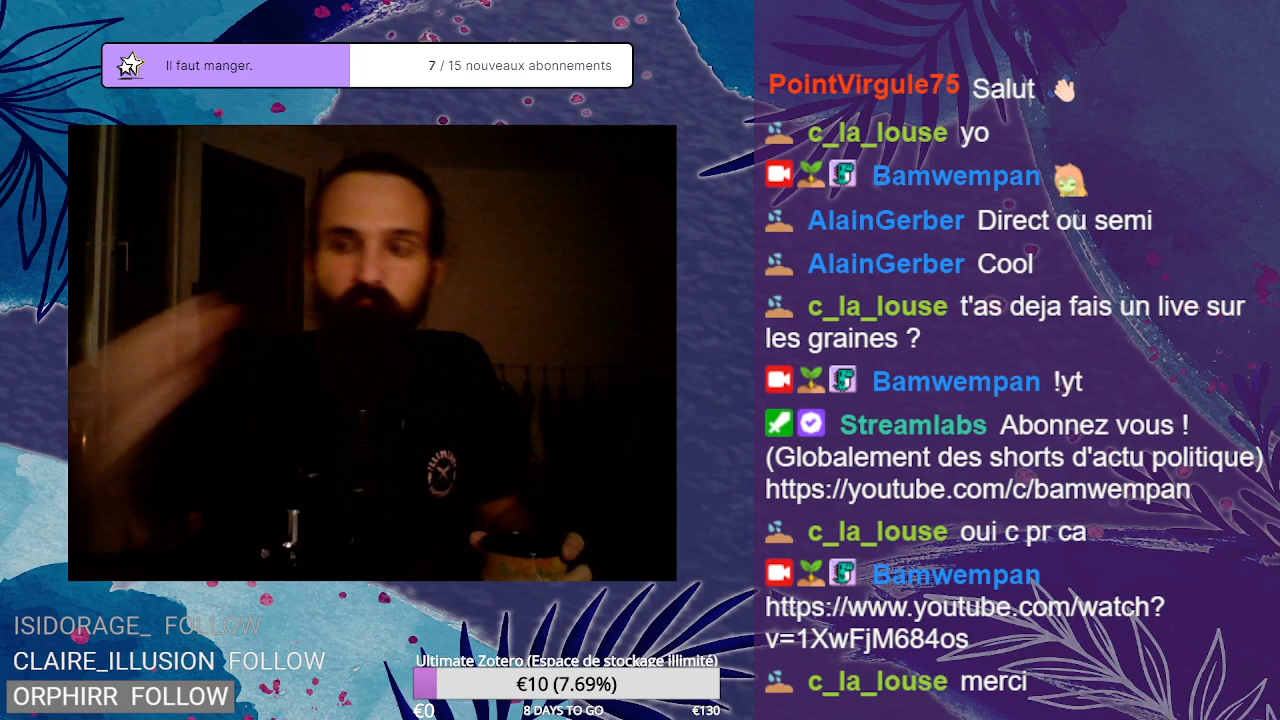 Il faut manger.
7 / 15 nouveaux abonnements
PointVirgule75 Salut
c_la_louse yo
Bamwempan
AlainGerber Direct ou semi
AlainGerber Cool
c_la_louse t'as deja fais un live sur
les graines ?
Bamwempan !yt
Streamlabs Abonnez vous !
(Globalement des shorts d'actu politique)
https://youtube.com/c/bamwempan
c_la_louse oui c pr ca
Bamwempan
https://www.youtube.com/watch?
v=1XwFjM684os
c_la_louse merci
ISIDORAGE_ FOLLOW
CLAIRE_ILLUSION FOLLOW
ORPHIRR FOLLOW
Ultimate Zotero (Espace de stockage illimité)
€10 (7.69%)
€0 8 DAYS TO GO €130